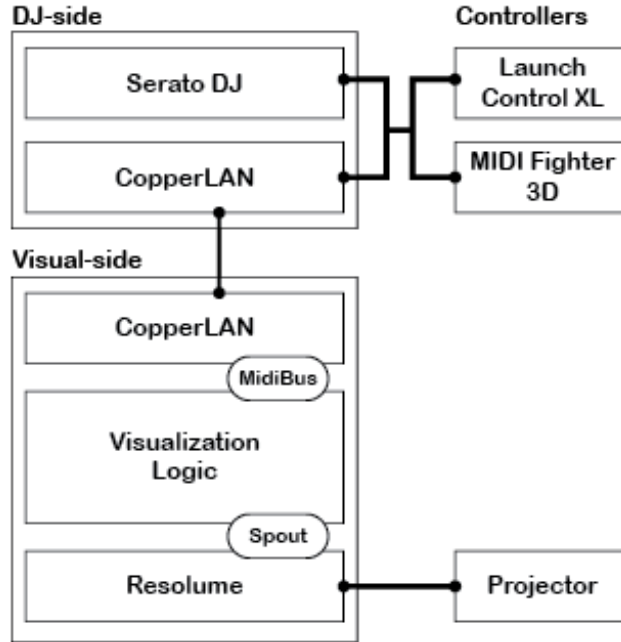 DJ-side
Controllers
Serato DJ
Launch
Control XL
CopperLAN
MIDI Fighter
3D
Visual-side
CopperLAN
MidiBus
Visualization
Logic
Spout
Resolume
Projector